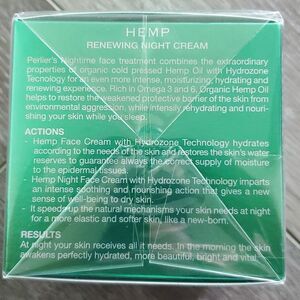 HEMP
RENEWING NIGHT CREAM
Perlier's Nightime face treatment combines the extraordinary
properties of organic cold pressed Hemp Oil with Hydrozone
Technology for an even more intense, moisturizing, hydrating and
renewing experience. Rich in Omega 3 and 6, Organic Hemp Oil
helps to restore the weakened protective barrier of the skin from
environmental aggression, while intensely rehydrating and nouri-
shing your skin while you sleep.
ACTIONS
- Hemp Face Cream with Hydrozone Technology hydrates
according to the needs of the skin and restores the skin's water
reserves to guarantee always the correct supply of moisture
to the epidermal tissues.
- Hemp Night Face Cream with Hydrozone Technology imparts
an intense soothing and nourishing action that gives a new
sense of well-being to dry skin.
- It speeds up the natural mechanisms your skin needs at night
for a more elastic and softer skin, like a new-born.
RESULTS
At night your skin receives all it needs. In the morning the skin
awakens perfectly hydrated, more beautiful, bright and vital.